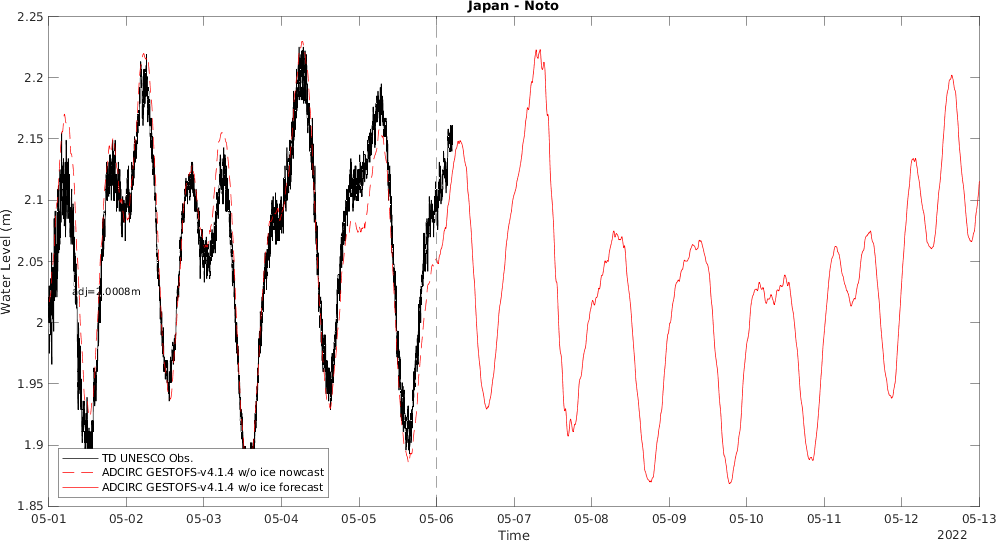 Japan - Noto
2.25
2.2
2.15
2.1
2.05
2
1.95
1.9
1.85
Water Level (m)
adj=2.0008m
TD UNESCO Obs.
ADCIRC GESTOFS-v4.1.4 w/o ice nowcast
ADCIRC GESTOFS-v4.1.4 w/o ice forecast
05-01 05-02 05-03 05-04 05-05 05-06 05-07 05-08 05-09 05-10 05-11 05-12 05-13
Time
2022